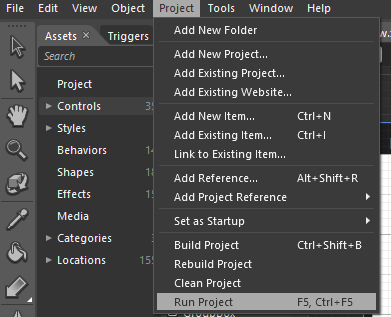 File Edit View Object Project Tools Window Help
Assets × Triggers
Search
Project
Controls 35
Styles
Behaviors 14
Shapes 18
Effects 15
Media
Categories 3
Locations 155
Add New Folder
Add New Project...
Add Existing Project...
Add Existing Website...
Add New Item... Ctrl+N
Add Existing Item... Ctrl+I
Link to Existing Item...
Add Reference... Alt+Shift+R
Add Project Reference
Set as Startup
Build Project Ctrl+Shift+B
Rebuild Project
Clean Project
Run Project F5, Ctrl+F5